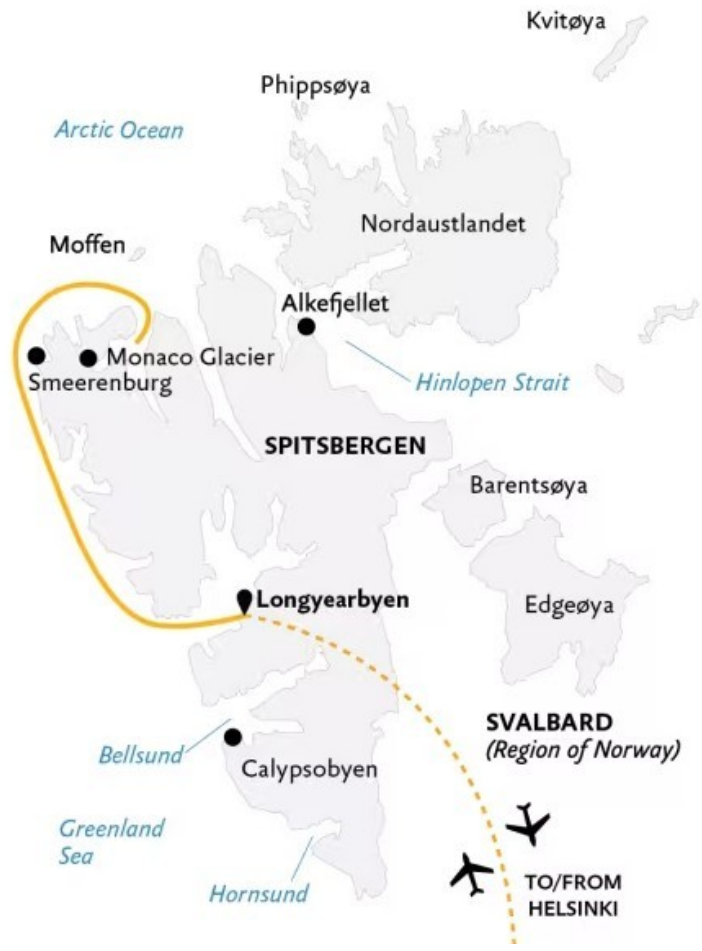 Kvitøya
Phippsøya
Arctic Ocean
Nordaustlandet
Moffen
Alkefjellet
Monaco Glacier
Smeerenburg
Hinlopen Strait
SPITSBERGEN
Barentsøya
Longyearbyen
Edgeøya
SVALBARD
(Region of Norway)
Bellsund
Calypsobyen
Greenland
Sea
Hornsund
TO/FROM
HELSINKI